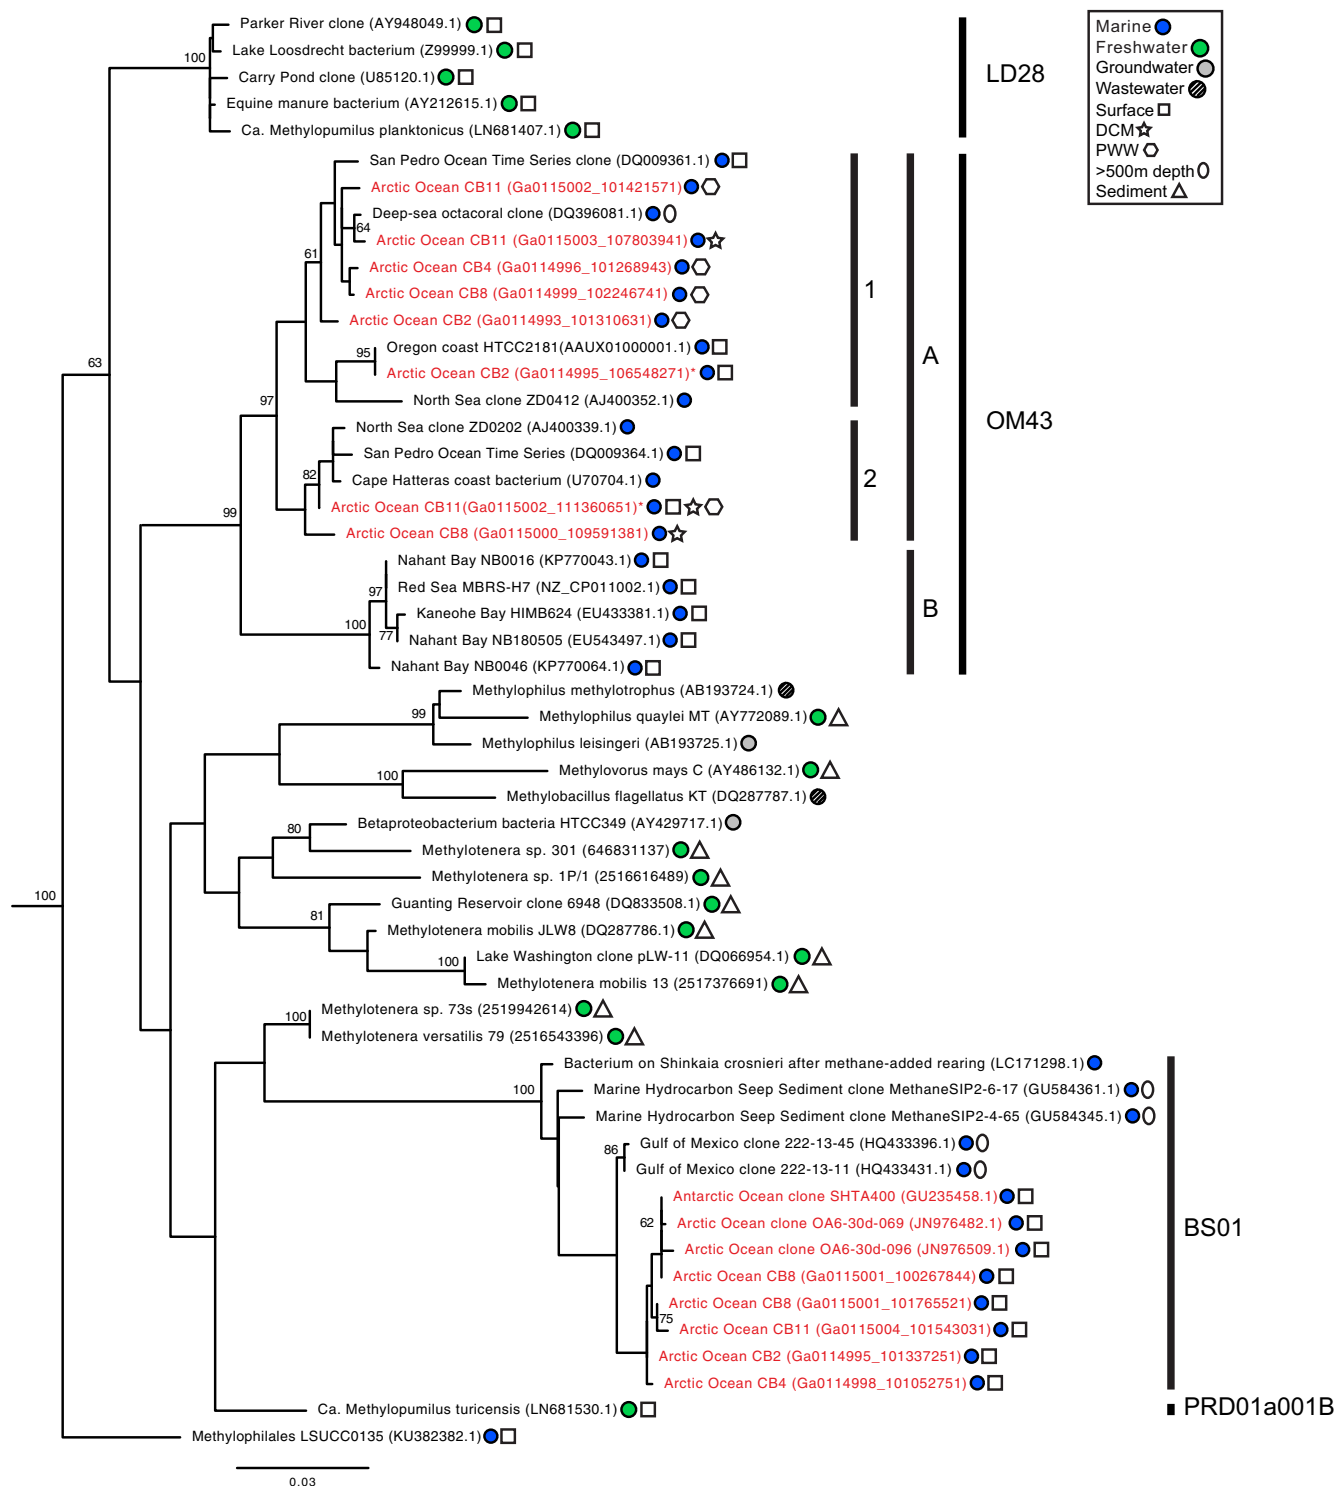 Parker River clone (AY948049.1)
Lake Loosdrecht bacterium (Z99999.1)
100
Carry Pond clone (U85120.1)
Equine manure bacterium (AY212615.1)
Ca. Methylopumilus planktonicus (LN681407.1)
LD28
Marine
Freshwater
Groundwater
Wastewater
Surface
DCM
PWW
>500m depth
Sediment
San Pedro Ocean Time Series clone (DQ009361.1)
Arctic Ocean CB11 (Ga0115002_101421571)
Deep-sea octacoral clone (DQ396081.1)
64
Arctic Ocean CB11 (Ga0115003_107803941)
61
Arctic Ocean CB4 (Ga0114996_101268943)
Arctic Ocean CB8 (Ga0114999_102246741)
1
Arctic Ocean CB2 (Ga0114993_101310631)
Oregon coast HTCC2181(AAUX01000001.1)
95
A
63
Arctic Ocean CB2 (Ga0114995_106548271)*
97
North Sea clone ZD0412 (AJ400352.1)
OM43
North Sea clone ZD0202 (AJ400339.1)
San Pedro Ocean Time Series (DQ009364.1)
82
Cape Hatteras coast bacterium (U70704.1)
2
99
Arctic Ocean CB11(Ga0115002_111360651)*
Arctic Ocean CB8 (Ga0115000_109591381)
Nahant Bay NB0016 (KP770043.1)
97
Red Sea MBRS-H7 (NZ_CP011002.1)
B
Kaneohe Bay HIMB624 (EU433381.1)
100
77
Nahant Bay NB180505 (EU543497.1)
Nahant Bay NB0046 (KP770064.1)
Methylophilus methylotrophus (AB193724.1)
99
Methylophilus quaylei MT (AY772089.1)
Methylophilus leisingeri (AB193725.1)
Methylovorus mays C (AY486132.1)
100
Methylobacillus flagellatus KT (DQ287787.1)
Betaproteobacterium bacteria HTCC349 (AY429717.1)
80
Methylotenera sp. 301 (646831137)
Methylotenera sp. 1P/1 (2516616489)
100
Guanting Reservoir clone 6948 (DQ833508.1)
81
Methylotenera mobilis JLW8 (DQ287786.1)
Lake Washington clone pLW-11 (DQ066954.1)
100
Methylotenera mobilis 13 (2517376691)
Methylotenera sp. 73s (2519942614)
100
Methylotenera versatilis 79 (2516543396)
Bacterium on Shinkaia crosnieri after methane-added rearing (LC171298.1)
100
Marine Hydrocarbon Seep Sediment clone MethaneSIP2-6-17 (GU584361.1)
Marine Hydrocarbon Seep Sediment clone MethaneSIP2-4-65 (GU584345.1)
Gulf of Mexico clone 222-13-45 (HQ433396.1)
86
Gulf of Mexico clone 222-13-11 (HQ433431.1)
Antarctic Ocean clone SHTA400 (GU235458.1)
62
Arctic Ocean clone OA6-30d-069 (JN976482.1)
BS01
Arctic Ocean clone OA6-30d-096 (JN976509.1)
Arctic Ocean CB8 (Ga0115001_100267844)
Arctic Ocean CB8 (Ga0115001_101765521)
75
Arctic Ocean CB11 (Ga0115004_101543031)
Arctic Ocean CB2 (Ga0114995_101337251)
Arctic Ocean CB4 (Ga0114998_101052751)
Ca. Methylopumilus turicensis (LN681530.1)
PRD01a001B
Methylophilales LSUCC0135 (KU382382.1)
0.03